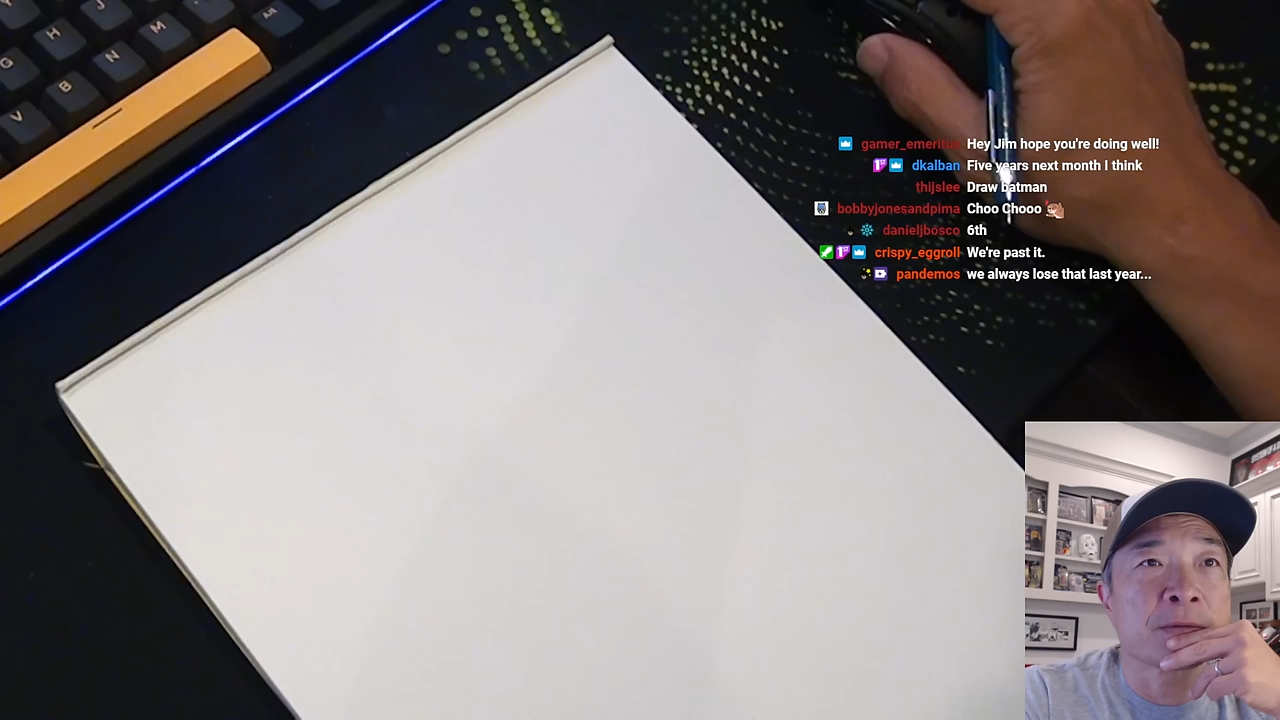 Y
J
H
M
G
N
B
V
Alt
gamer_emeritus Hey Jim hope you're doing well!
dkalban Five years next month I think
thijslee Draw batman
bobbyjonesandpima Choo Chooo
danieljbosco 6th
crispy_eggroll We're past it.
pandemos we always lose that last year...